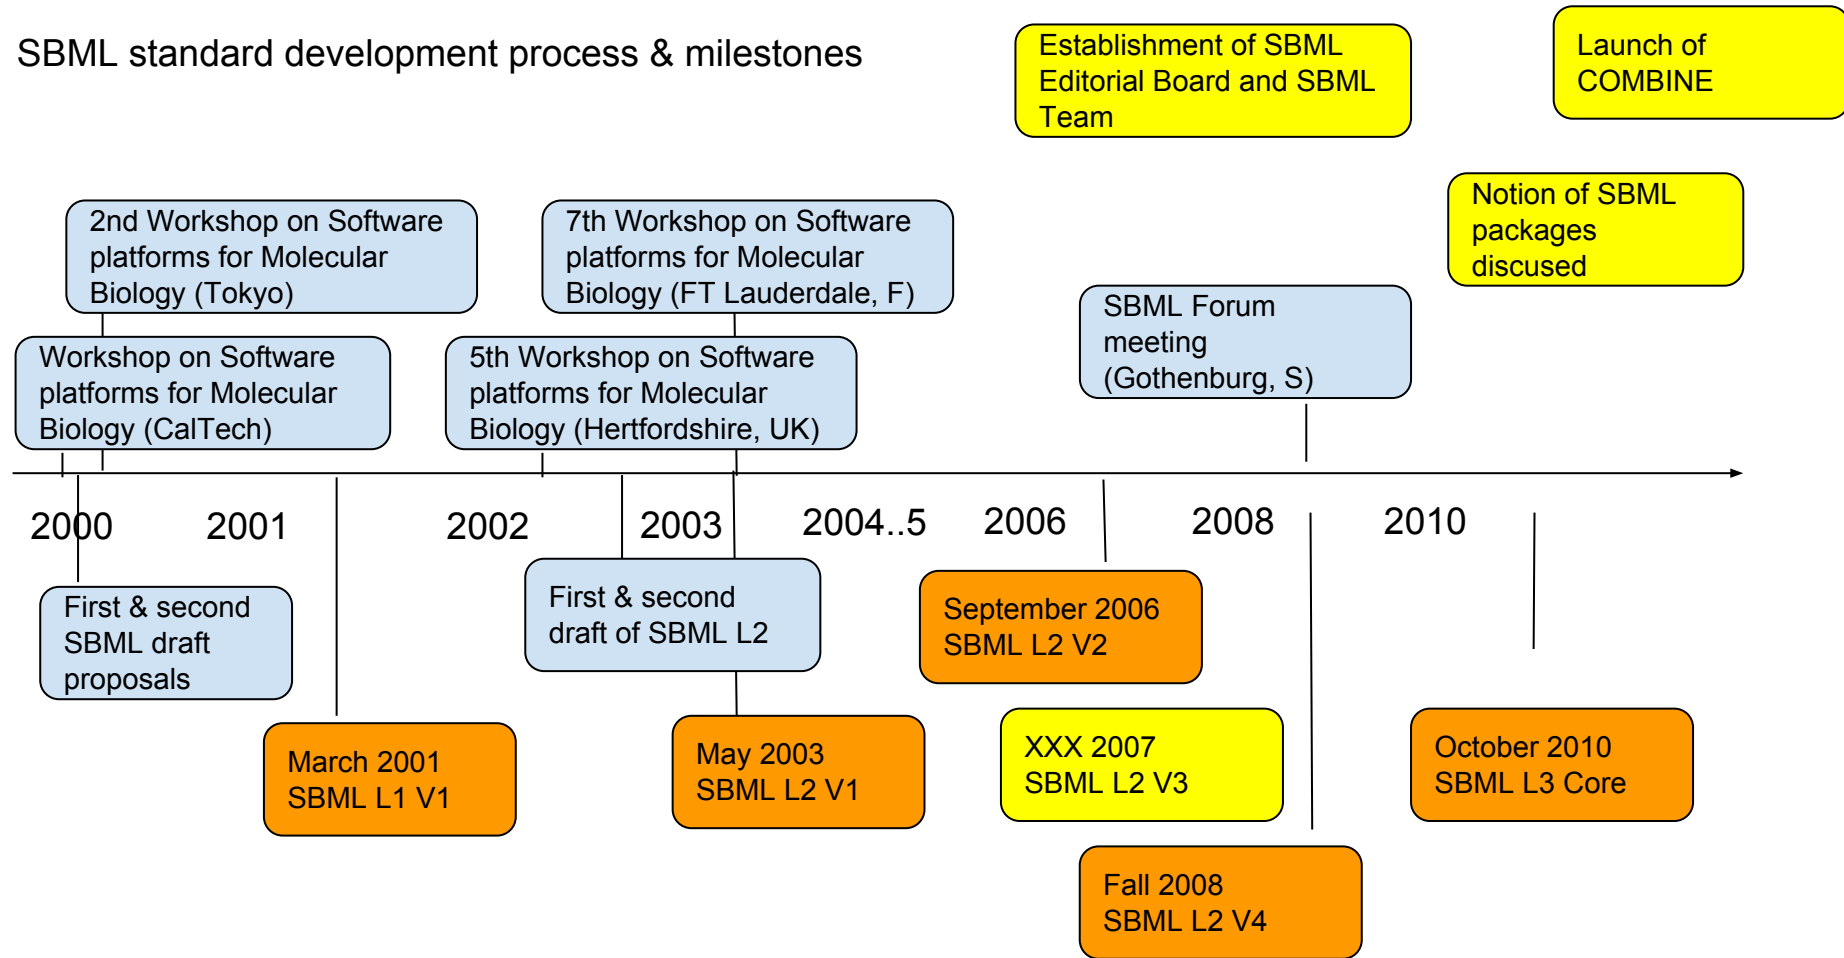 SBML standard development process & milestones
Establishment of SBML
Editorial Board and SBML
Team
Launch of
COMBINE
2nd Workshop on Software
platforms for Molecular
Biology (Tokyo)
7th Workshop on Software
platforms for Molecular
Biology (FT Lauderdale, F)
Notion of SBML
packages
discused
Workshop on Software
platforms for Molecular
Biology (CalTech)
5th Workshop on Software
platforms for Molecular
Biology (Hertfordshire, UK)
SBML Forum
meeting
(Gothenburg, S)
2000
2001
2002
2003
2004..5
2006
2008
2010
First & second
SBML draft
proposals
First & second
draft of SBML L2
September 2006
SBML L2 V2
March 2001
SBML L1 V1
May 2003
SBML L2 V1
XXX 2007
SBML L2 V3
October 2010
SBML L3 Core
Fall 2008
SBML L2 V4